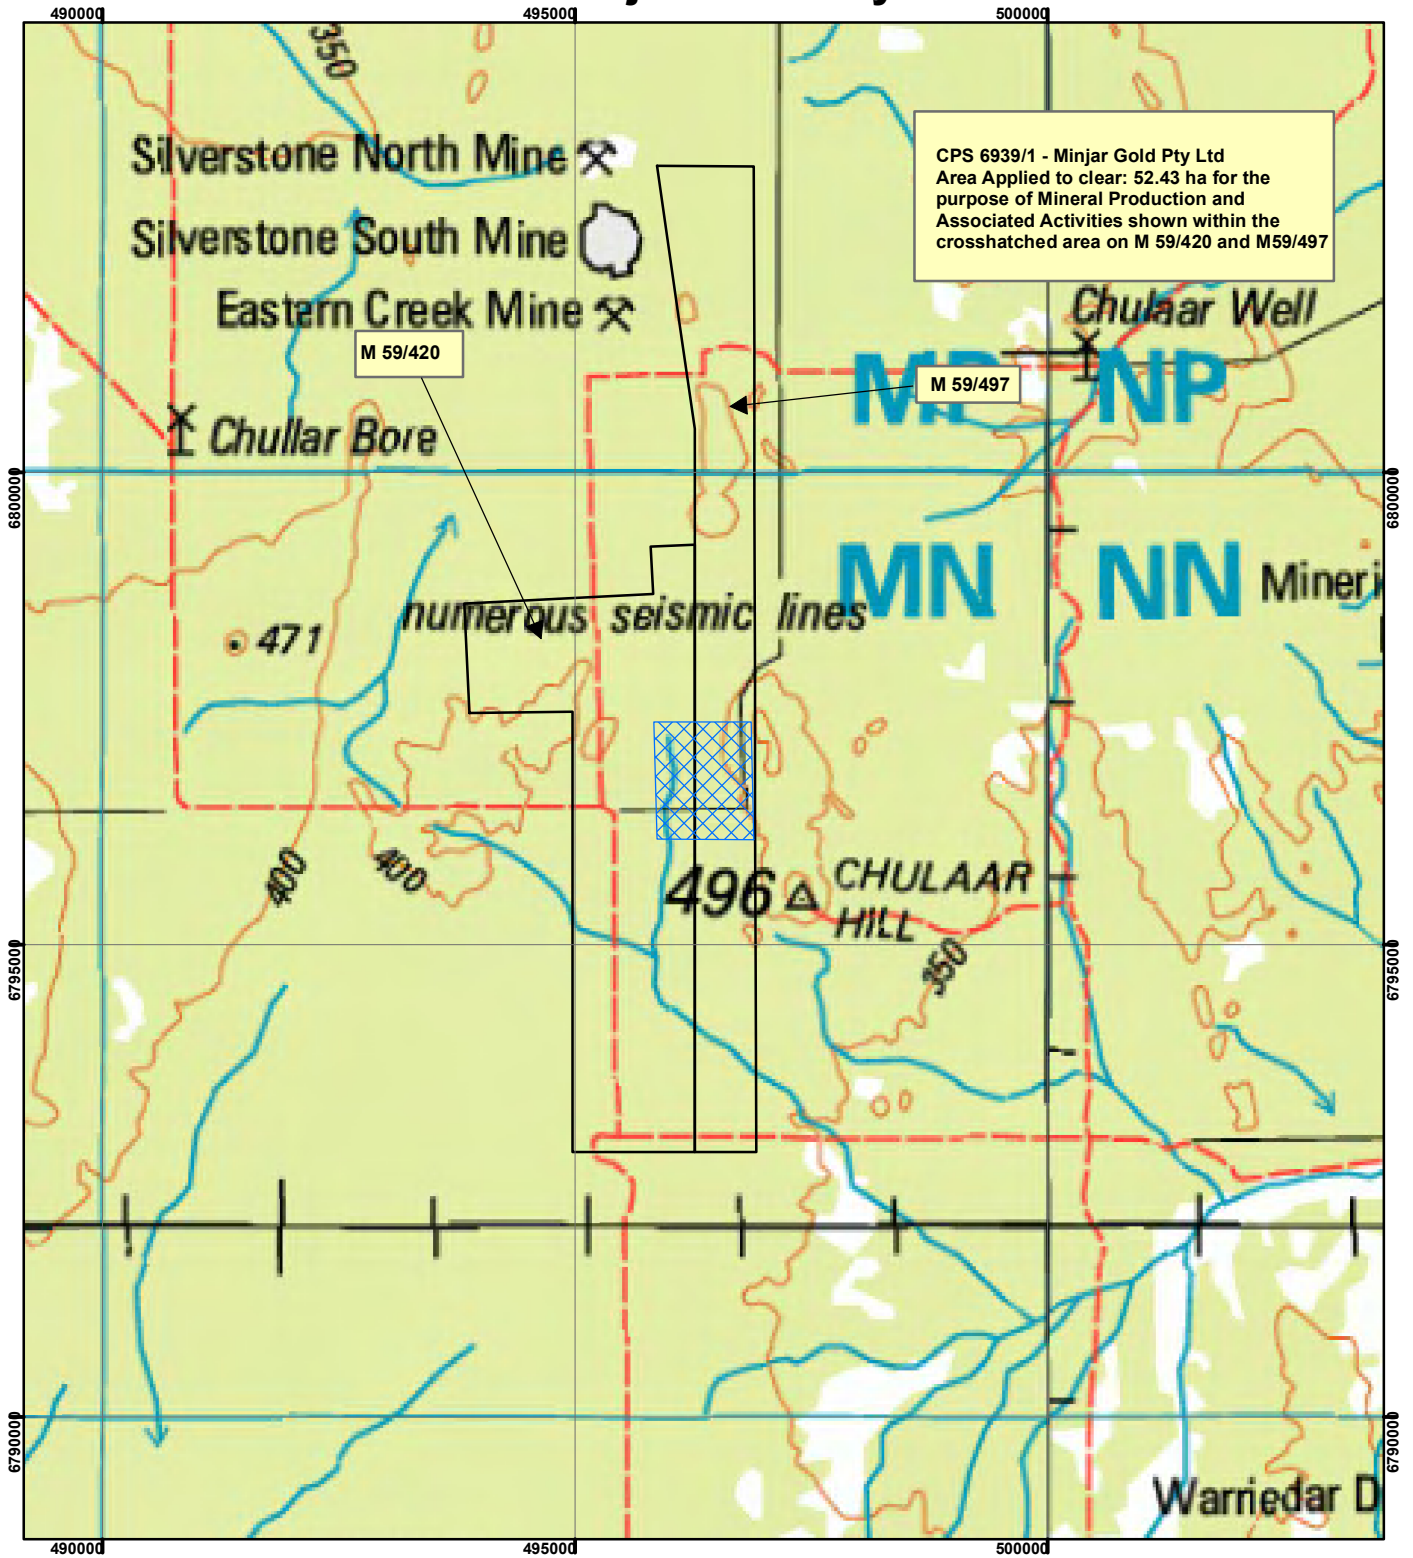 490000
495000
500000
350
Silverstone North Mine
CPS 6939/1 - Minjar Gold Pty Ltd
Area Applied to clear: 52.43 ha for the
purpose of Mineral Production and
Associated Activities shown within the
crosshatched area on M 59/420 and M59/497
Silverstone South Mine
Eastern Creek Mine
Chulaar Well
M 59/420
M 59/497
MP
NP
Chullar Bore
6800000
6800000
MN
NN
Mineri
numerous seismic lines
471
400
400
496
CHULAAR
HILL
350
6795000
6795000
6790000
6790000
Warriedar D
490000
495000
500000